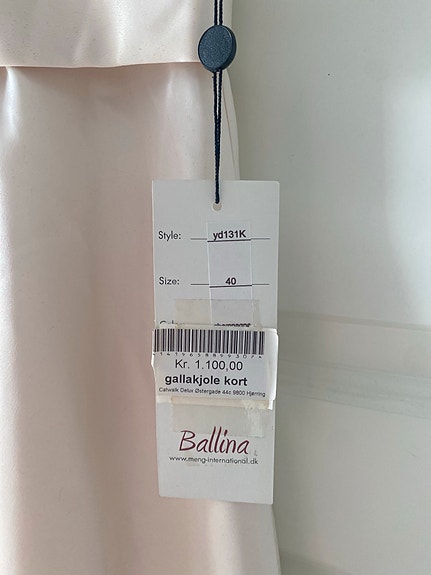 Style: yd131K
Size: 40
Kr. 1.100,00
gallakjole kort
Catwalk Delux Østergade 44c 9800 Hjørring
Ballina
www.meng-international.dk